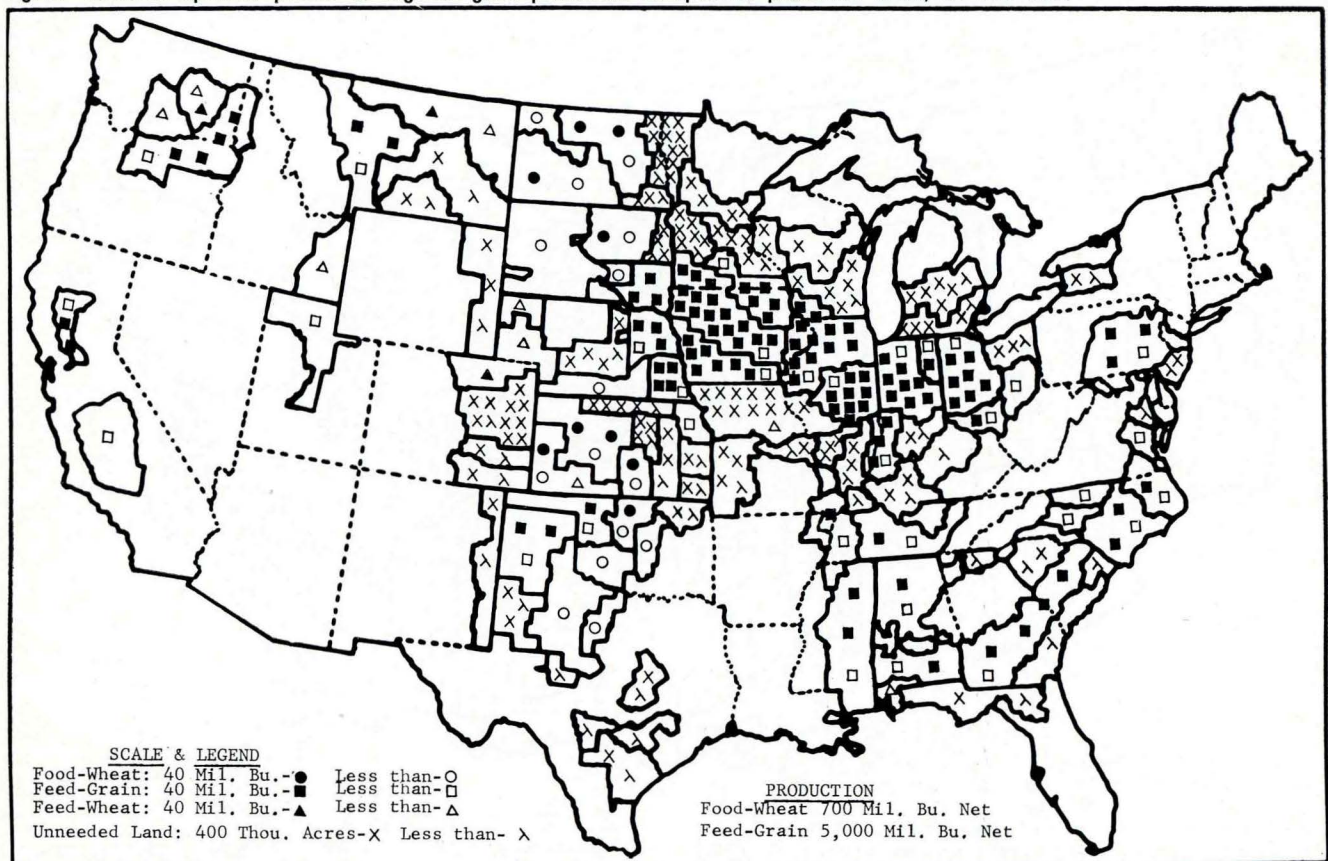 SCALE & LEGEND
Food-Wheat: 40 Mil. Bu.-● Less than-○
Feed-Grain: 40 Mil. Bu.-■ Less than-□
Feed-Wheat: 40 Mil. Bu.-▲ Less than-△
Unneeded Land: 400 Thou. Acres-X Less than- λ
PRODUCTION
Food-Wheat 700 Mil. Bu. Net
Feed-Grain 5,000 Mil. Bu. Net